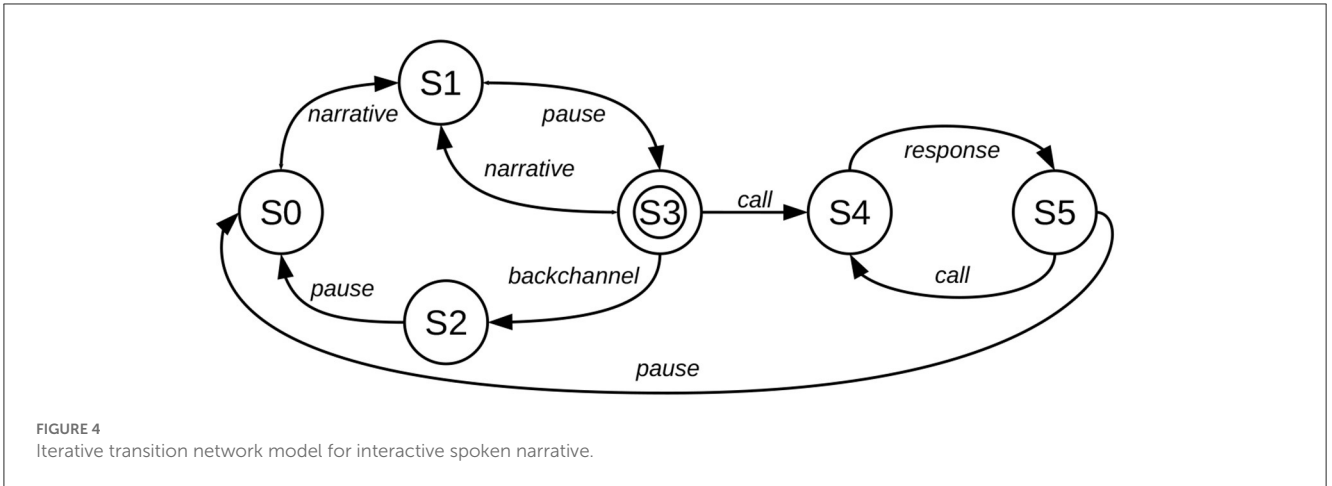 S1
narrative
pause
narrative
response
S0
S3
call
S4
S5
backchannel
call
pause
S2
pause
FIGURE 4
Iterative transition network model for interactive spoken narrative.